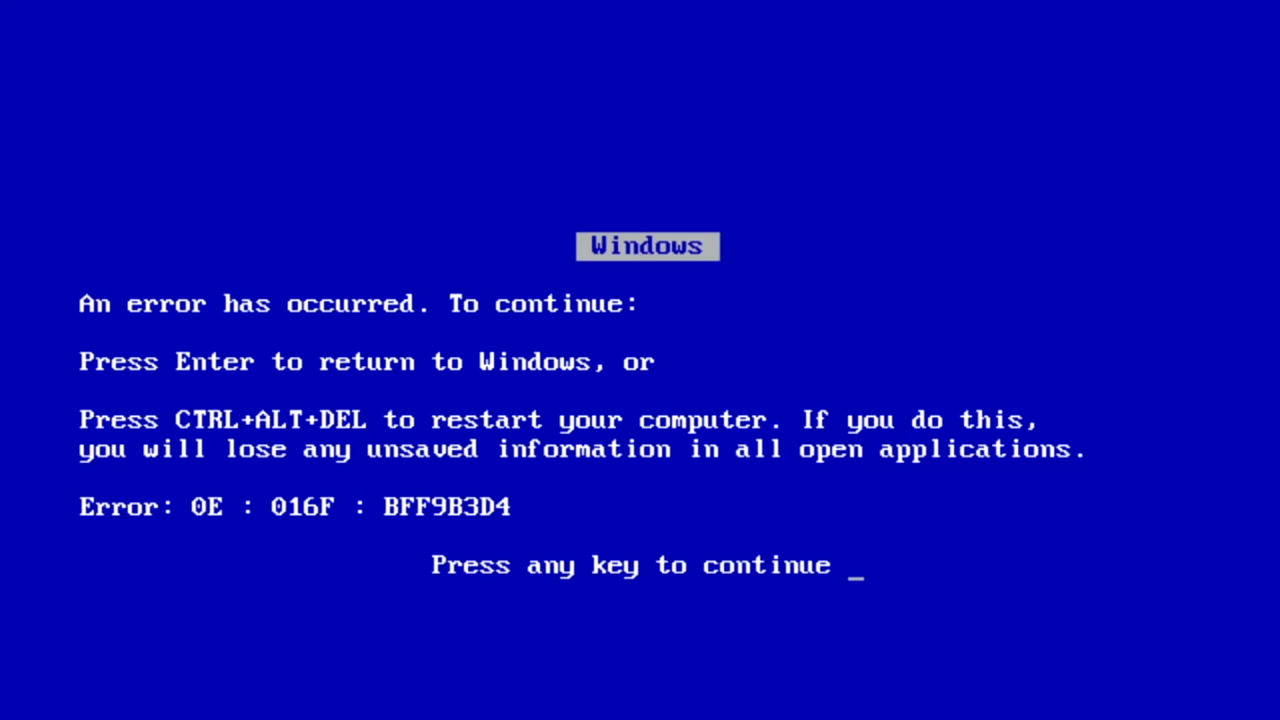 Windows
An error has occurred. To continue:
Press Enter to return to Windows, or
Press CTRL+ALT+DEL to restart your computer. If you do this,
you will lose any unsaved information in all open applications.
Error: 0E : 016F : BFF9B3D4
Press any key to continue _